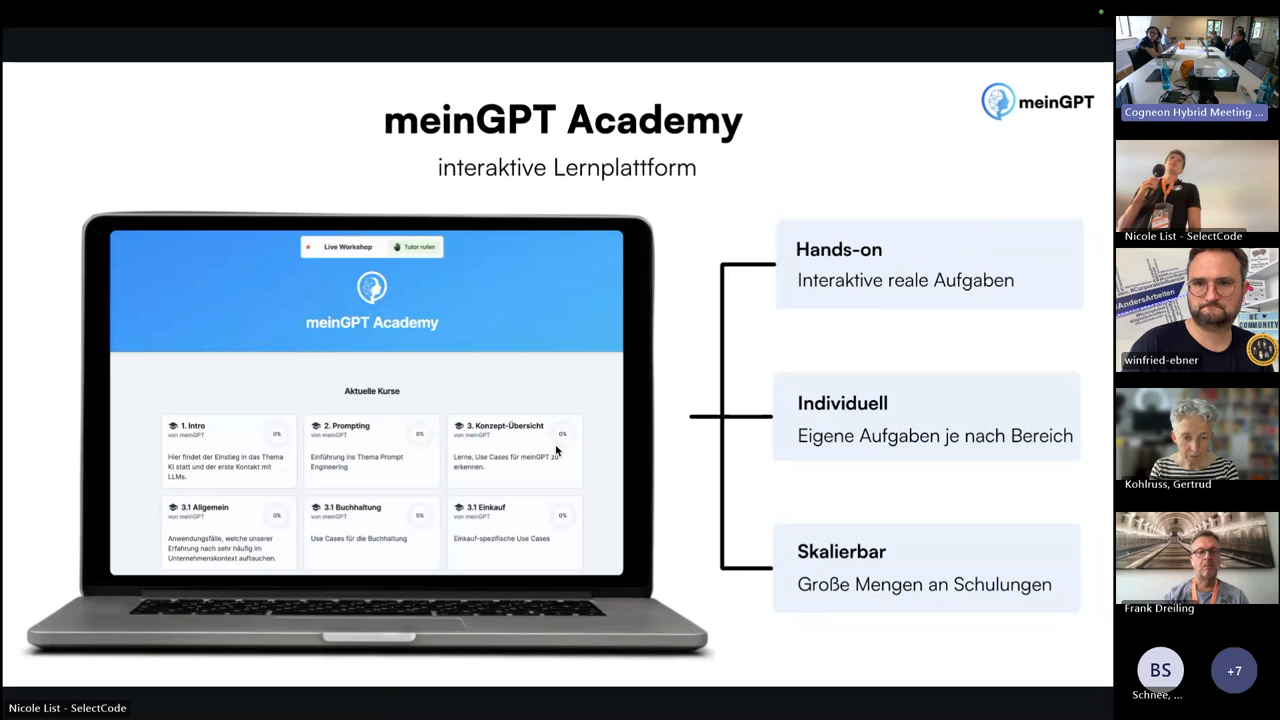 meinGPT Academy
interaktive Lernplattform
meinGPT
Live Workshop
Tutor rufen
meinGPT Academy
Aktuelle Kurse
1. Intro
von meinGPT
0%
Hier findet der Einstieg in das Thema
KI statt und der erste Kontakt mit
LLMs.
2. Prompting
von meinGPT
0%
Einführung ins Thema Prompt
Engineering
3. Konzept-Übersicht
von meinGPT
0%
Lerne, Use Cases für meinGPT zu
erkennen.
3.1 Allgemein
von meinGPT
0%
Anwendungsfälle, welche unserer
Erfahrung nach sehr häufig im
Unternehmenskontext auftauchen.
3.1 Buchhaltung
von meinGPT
0%
Use Cases für die Buchhaltung
3.1 Einkauf
von meinGPT
0%
Einkauf-spezifische Use Cases
Hands-on
Interaktive reale Aufgaben
Individuell
Eigene Aufgaben je nach Bereich
Skalierbar
Große Mengen an Schulungen
Nicole List - SelectCode
Cogneon Hybrid Meeting ...
Nicole List - SelectCode
#AndersArbeiten
WE ♥
COMMUNITY
winfried-ebner
Kohlruss, Gertrud
Frank Dreiling
BS
Schnee, ...
+7